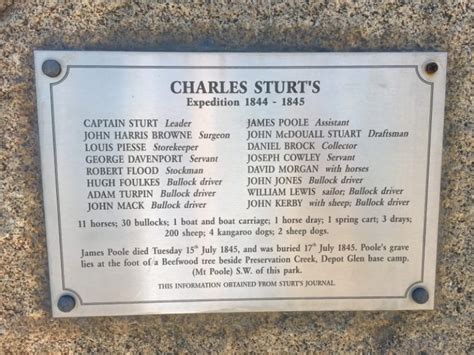 CHARLES STURT'S
Expedition 1844 - 1845
CAPTAIN STURT Leader
JOHN HARRIS BROWNE Surgeon
LOUIS PIESSE Storekeeper
GEORGE DAVENPORT Servant
ROBERT FLOOD Stockman
HUGH FOULKES Bullock driver
ADAM TURPIN Bullock driver
JOHN MACK Bullock driver
JAMES POOLE Assistant
JOHN McDOUALL STUART Draftsman
DANIEL BROCK Collector
JOSEPH COWLEY Servant
DAVID MORGAN with horses
JOHN JONES Bullock driver
WILLIAM LEWIS sailor; Bullock driver
JOHN KERBY with sheep; Bullock driver
11 horses; 30 bullocks; 1 boat and boat carriage; 1 horse dray; 1 spring cart; 3 drays;
200 sheep; 4 kangaroo dogs; 2 sheep dogs.
James Poole died Tuesday 15th July 1845, and was buried 17th July 1845. Poole's grave
lies at the foot of a Beefwood tree beside Preservation Creek, Depot Glen base camp.
(Mt Poole) S.W. of this park.
THIS INFORMATION OBTAINED FROM STURT'S JOURNAL.